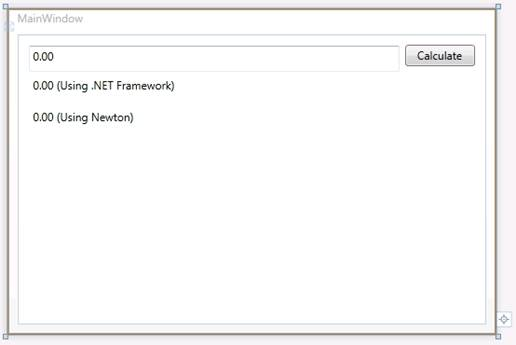 MainWindow
0.00
Calculate
0.00 (Using .NET Framework)
0.00 (Using Newton)